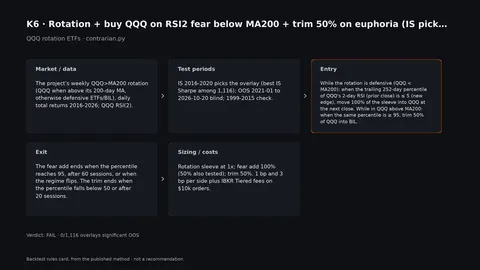 K6 · Rotation + buy QQQ on RSI2 fear below MA200 + trim 50% on euphoria (IS pick…
QQQ rotation ETFs · contrarian.py
Market / data
The project's weekly QQQ>MA200 rotation
(QQQ when above its 200-day MA,
otherwise defensive ETFs/BIL), daily
total returns 2016-2026; QQQ RSI(2).
Test periods
IS 2016-2020 picks the overlay (best IS
Sharpe among 1,116); OOS 2021-01 to
2026-10-20 blind; 1999-2015 check.
Entry
While the rotation is defensive (QQQ <
MA200): when the trailing 252-day percentile
of QQQ's 2-day RSI (prior close) is ≤ 5 (new
edge), move 100% of the sleeve into QQQ at
the next close. While in QQQ above MA200:
when the same percentile is ≥ 95, trim 50%
of QQQ into BIL.
Exit
The fear add ends when the percentile
reaches 95, after 60 sessions, or when
the regime flips. The trim ends when
the percentile falls below 50 or after
20 sessions.
Sizing / costs
Rotation sleeve at 1x; fear add 100%
(50% also tested); trim 50%. 1 bp and 3
bp per side plus IBKR Tiered fees on
$10k orders.
Verdict: FAIL · 0/1,116 overlays significant OOS
Backtest rules card, from the published method · not a recommendation.